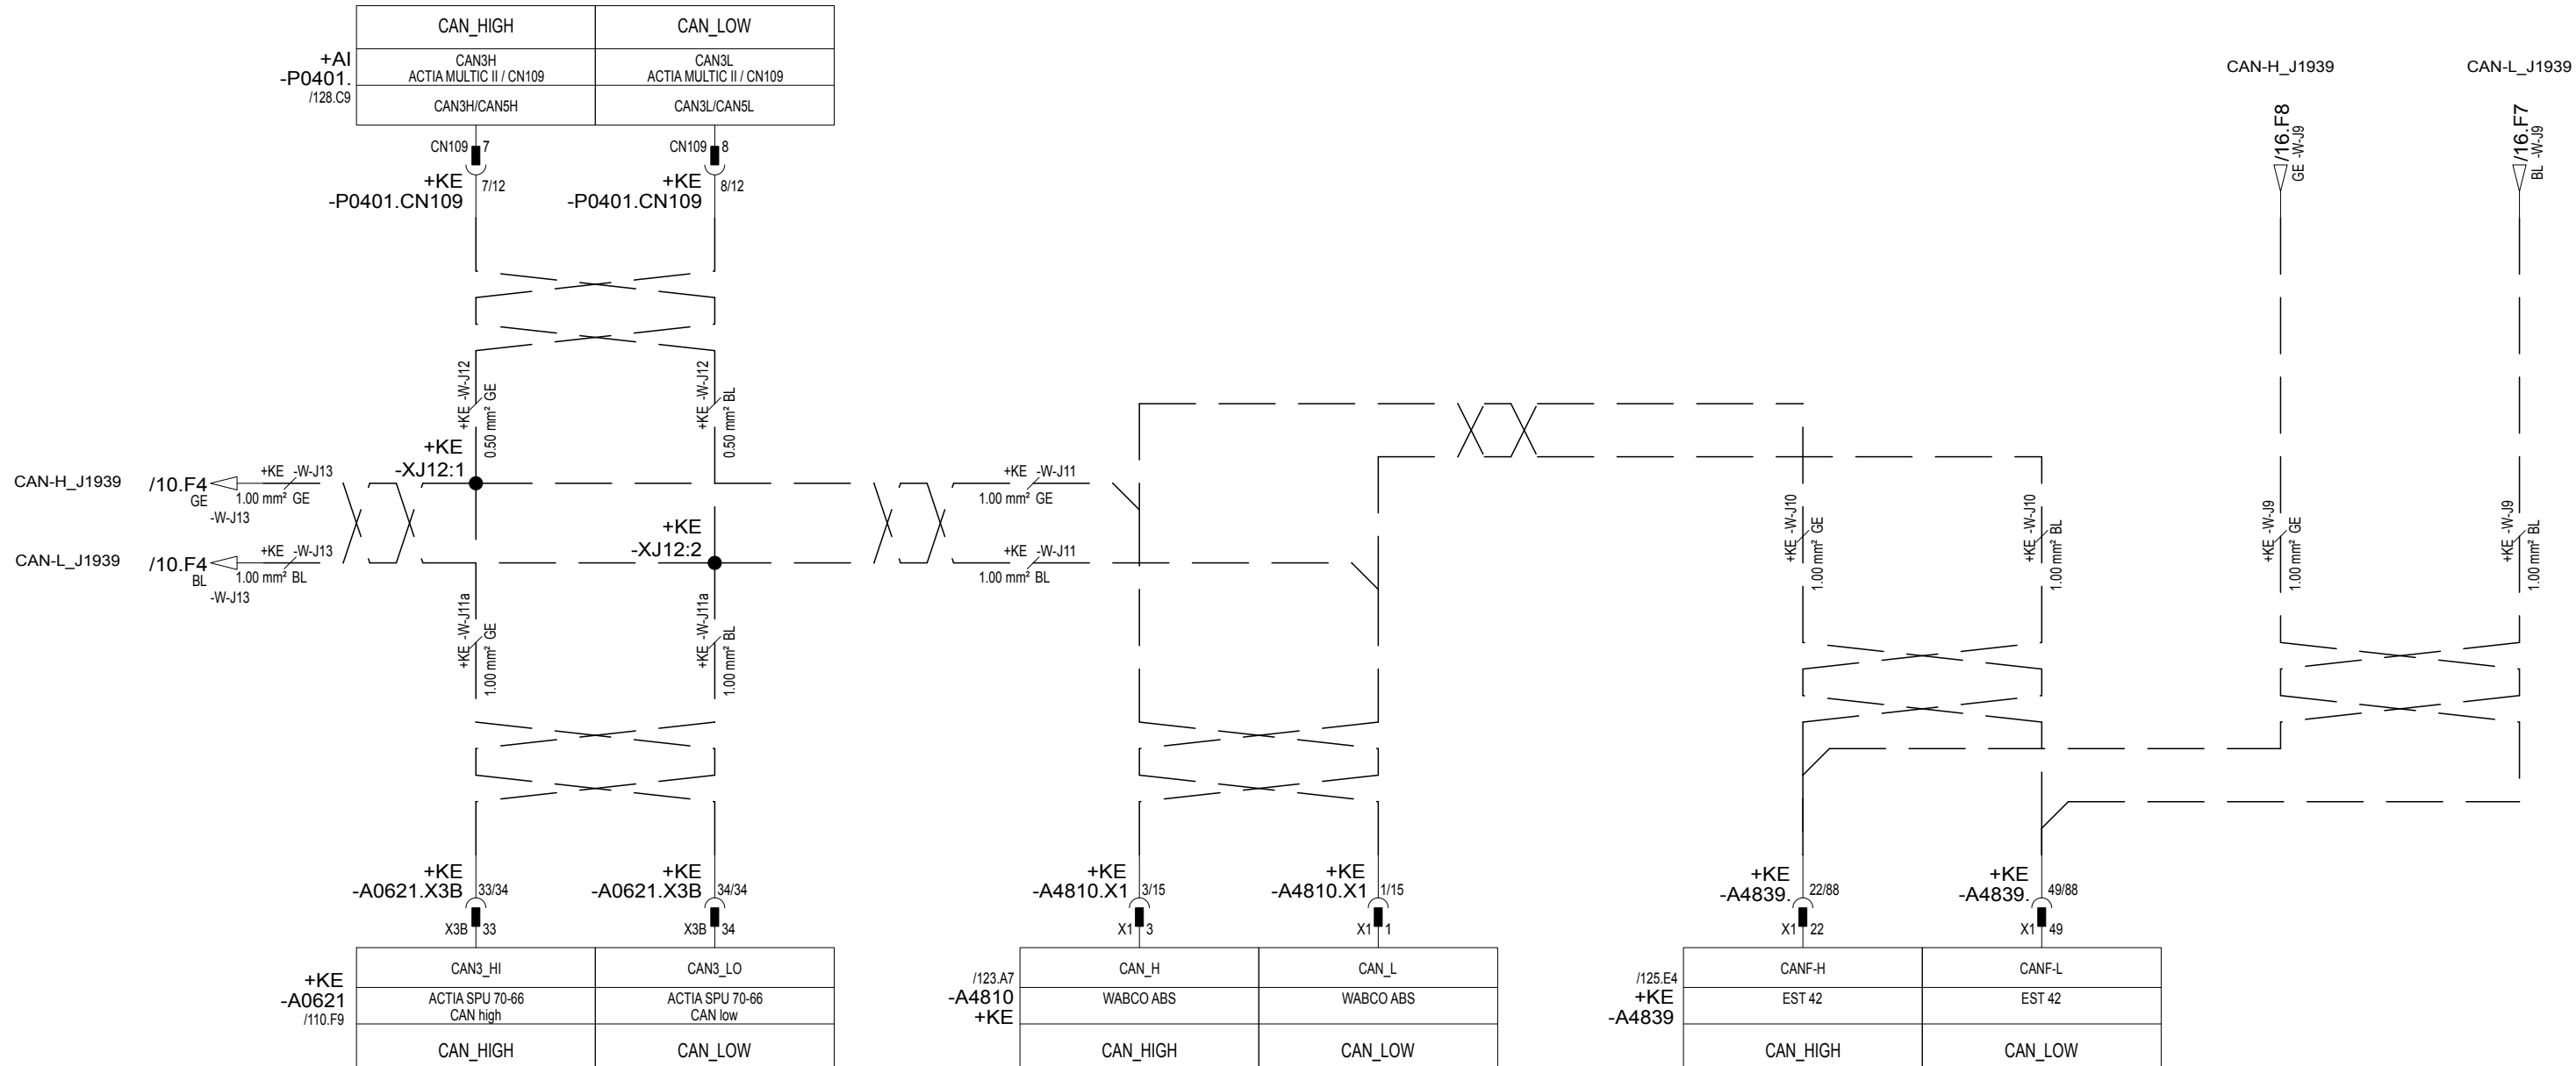 CAN_HIGH
CAN_LOW
+AI
-P0401.
/128.C9
CAN3H
ACTIA MULTIC II / CN109
CAN3L
ACTIA MULTIC II / CN109
CAN3H/CAN5H
CAN3L/CAN5L
CN109
7
CN109
8
+KE
7/12
-P0401.CN109
+KE
8/12
-P0401.CN109
CAN-H_J1939
CAN-L_J1939
/16.F8
GE -W-J9
/16.F7
BL -W-J9
+KE -W-J12
0.50 mm² GE
+KE -W-J12
0.50 mm² BL
+KE
-XJ12:1
+KE
-XJ12:2
CAN-H_J1939
/10.F4
GE
-W-J13
+KE -W-J13
1.00 mm² GE
CAN-L_J1939
/10.F4
BL
-W-J13
+KE -W-J13
1.00 mm² BL
+KE -W-J11
1.00 mm² GE
+KE -W-J11
1.00 mm² BL
+KE -W-J11a
1.00 mm² GE
+KE -W-J11a
1.00 mm² BL
+KE -W-J10
1.00 mm² GE
+KE -W-J10
1.00 mm² BL
+KE -W-J9
1.00 mm² GE
+KE -W-J9
1.00 mm² BL
+KE
-A0621.X3B
33/34
X3B
33
+KE
-A0621.X3B
34/34
X3B
34
+KE
-A4810.X1
3/15
X1
3
+KE
-A4810.X1
1/15
X1
1
+KE
-A4839.
22/88
X1
22
+KE
-A4839.
49/88
X1
49
+KE
-A0621
/110.F9
CAN3_HI
CAN3_LO
ACTIA SPU 70-66
CAN high
ACTIA SPU 70-66
CAN low
CAN_HIGH
CAN_LOW
/123.A7
-A4810
+KE
CAN_H
CAN_L
WABCO ABS
WABCO ABS
CAN_HIGH
CAN_LOW
/125.E4
+KE
-A4839
CANF-H
CANF-L
EST 42
EST 42
CAN_HIGH
CAN_LOW